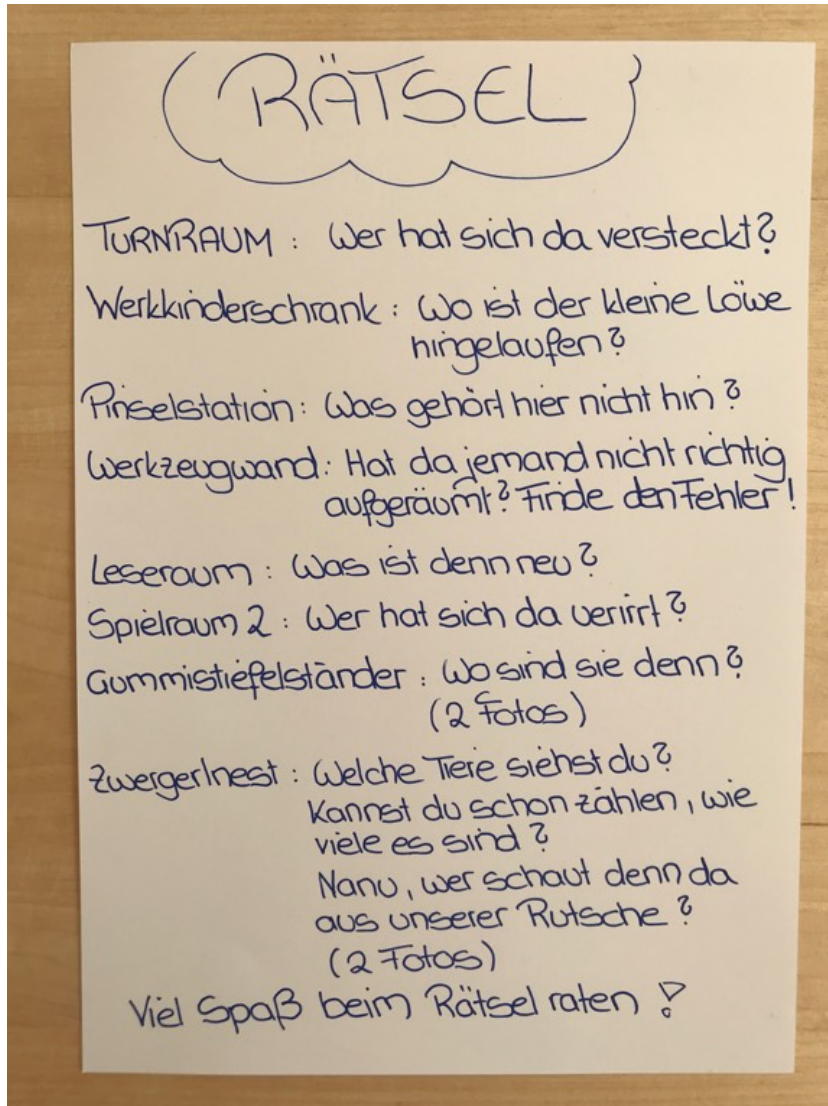 RÄTSEL
TURNRAUM : Wer hat sich da versteckt?
Werkkinderschrank : Wo ist der kleine Löwe
hingelaufen?
Pinselstation : Was gehört hier nicht hin?
Werkzeugwand : Hat da jemand nicht richtig
aufgeräumt? Finde den Fehler!
Leseraum : Was ist denn neu?
Spielraum 2 : Wer hat sich da verirrt?
Gummistiefelständer : Wo sind sie denn?
(2 Fotos)
Zwergerlnest : Welche Tiere siehst du?
Kannst du schon zählen, wie
viele es sind?
Nanu, wer schaut denn da
aus unserer Rutsche?
(2 Fotos)
Viel Spaß beim Rätsel raten!